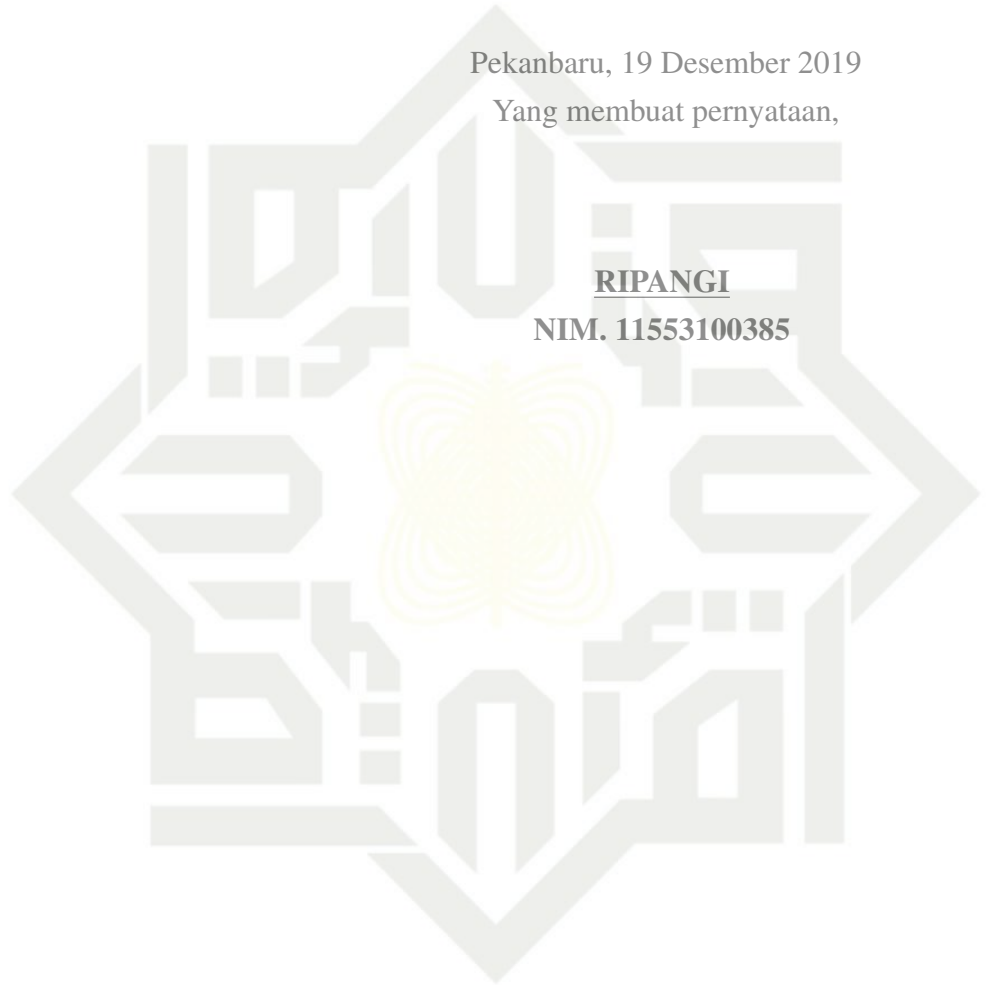 Pekanbaru, 19 Desember 2019
Yang membuat pernyataan,
RIPANGI
NIM. 11553100385